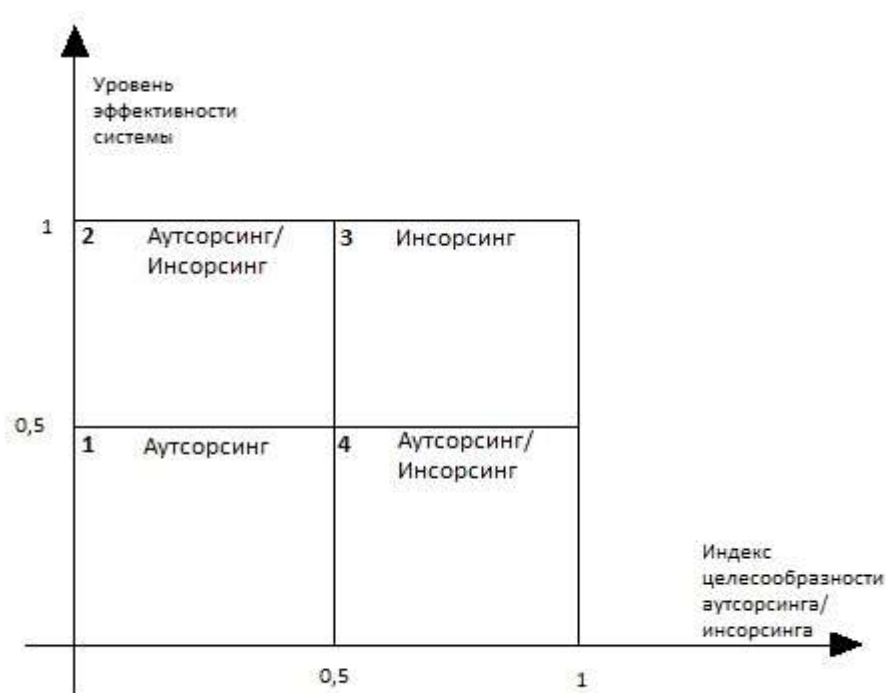 Уровень
эффективности
системы
1
2 Аутсорсинг/
Инсорсинг
3 Инсорсинг
0,5
1 Аутсорсинг
4 Аутсорсинг/
Инсорсинг
Индекс
целесообразности
аутсорсинга/
инсорсинга
0,5
1